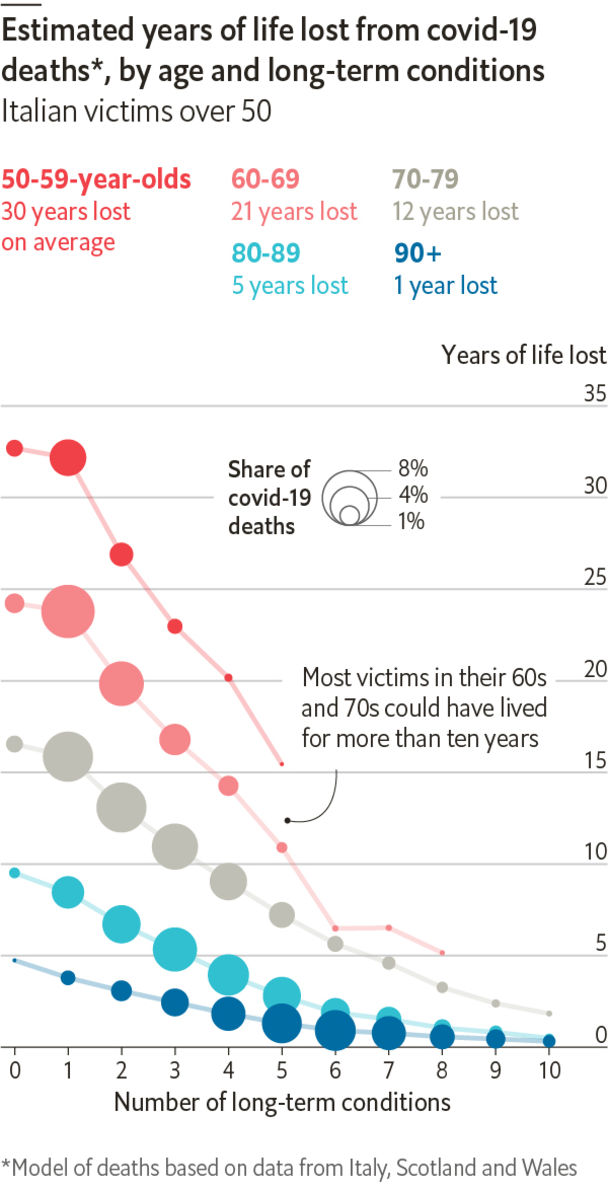 Estimated years of life lost from covid-19
deaths*, by age and long-term conditions
Italian victims over 50
50-59-year-olds
30 years lost
on average
60-69
21 years lost
70-79
12 years lost
80-89
5 years lost
90+
1 year lost
Years of life lost
35
30
25
20
15
10
5
0
Share of
covid-19
deaths
8%
4%
1%
Most victims in their 60s
and 70s could have lived
for more than ten years
0 1 2 3 4 5 6 7 8 9 10
Number of long-term conditions
*Model of deaths based on data from Italy, Scotland and Wales